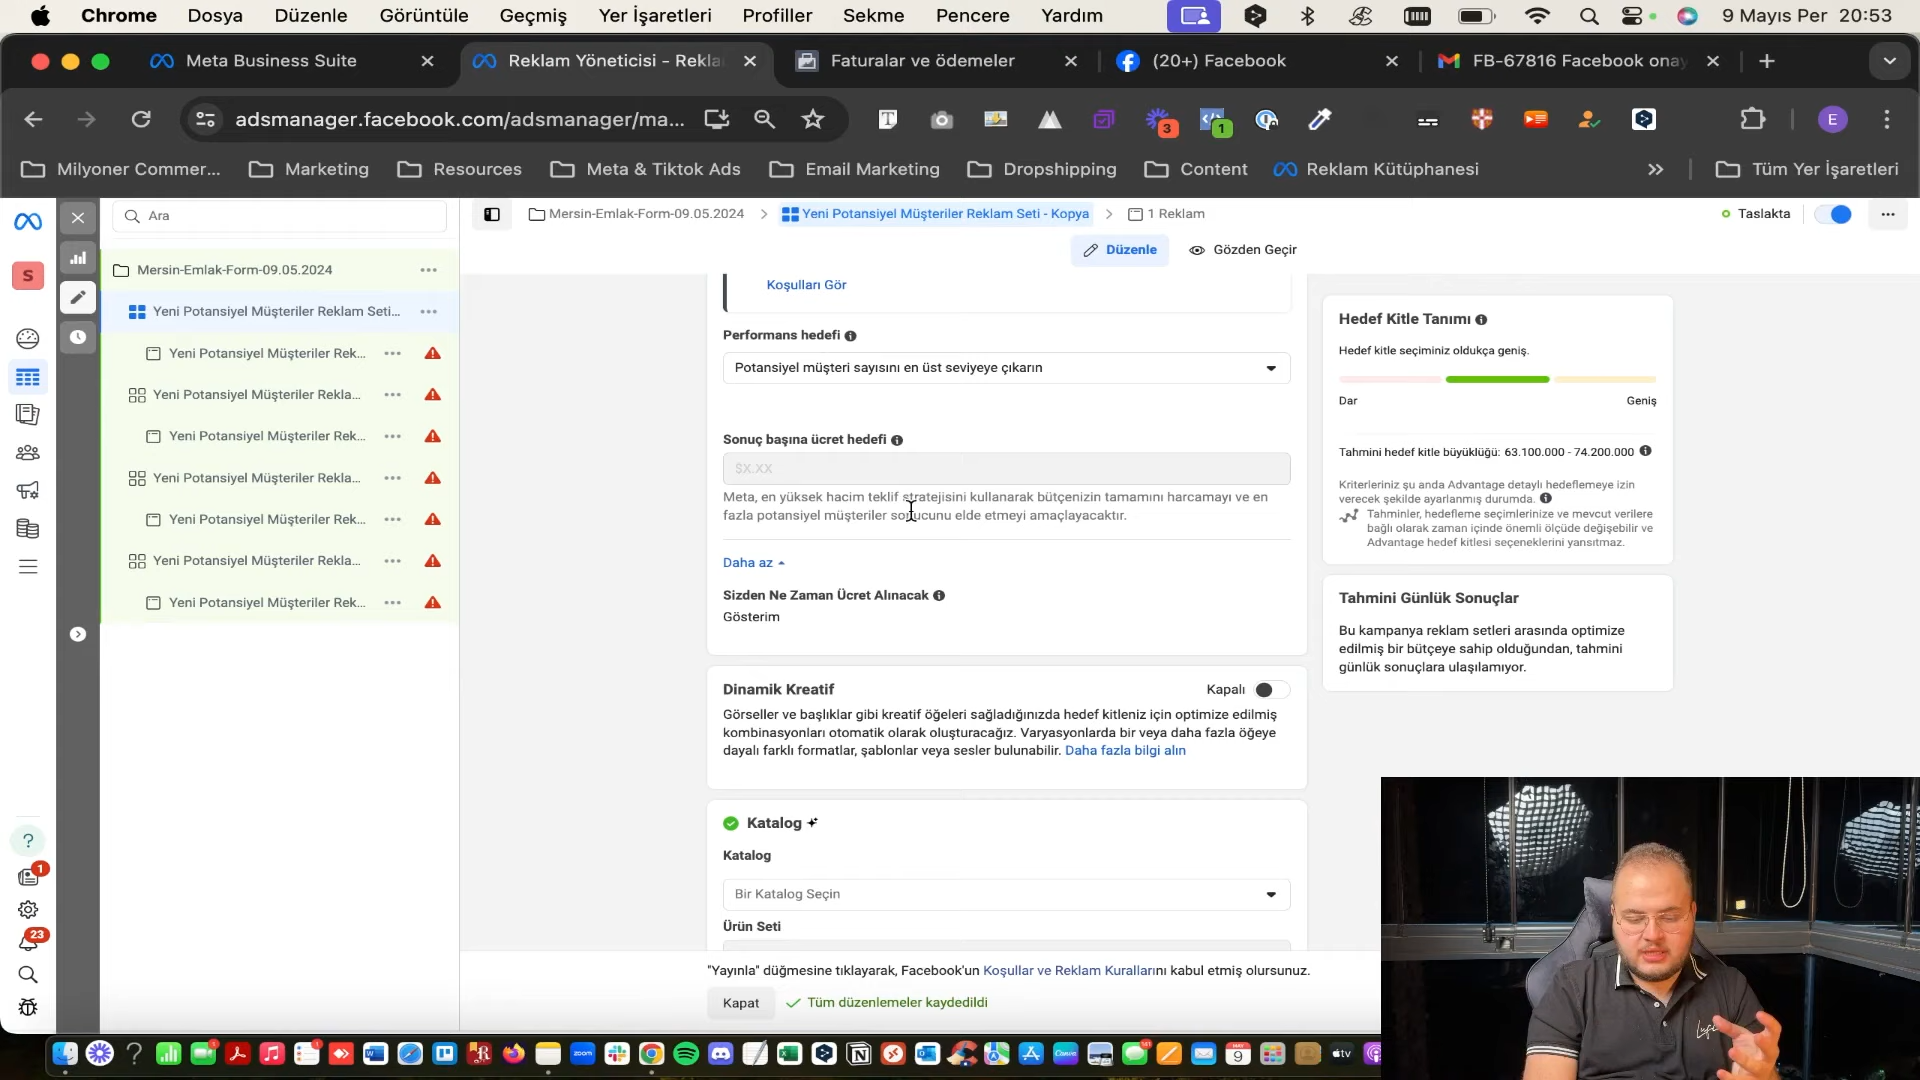 Chrome Dosya Düzenle Görüntüle Geçmiş Yer İşaretleri Profiller Sekme Pencere Yardım 9 Mayıs Per 20:53
Meta Business Suite
Reklam Yöneticisi - Rekla
Faturalar ve ödemeler
(20+) Facebook
FB-67816 Facebook onay
adsmanager.facebook.com/adsmanager/ma...
3
1
E
Milyoner Commer... Marketing Resources Meta & Tiktok Ads Email Marketing Dropshipping Content Reklam Kütüphanesi Tüm Yer İşaretleri
Ara
S
Mersin-Emlak-Form-09.05.2024
Yeni Potansiyel Müşteriler Reklam Seti...
Yeni Potansiyel Müşteriler Rek...
Yeni Potansiyel Müşteriler Rekla...
Yeni Potansiyel Müşteriler Rek...
Yeni Potansiyel Müşteriler Rekla...
Yeni Potansiyel Müşteriler Rek...
Yeni Potansiyel Müşteriler Rekla...
Yeni Potansiyel Müşteriler Rek...
1
23
Mersin-Emlak-Form-09.05.2024 > Yeni Potansiyel Müşteriler Reklam Seti - Kopya > 1 Reklam
Taslakta
Düzenle
Gözden Geçir
Koşulları Gör
Performans hedefi
Potansiyel müşteri sayısını en üst seviyeye çıkarın
Sonuç başına ücret hedefi
$X.XX
Meta, en yüksek hacim teklif stratejisini kullanarak bütçenizin tamamını harcamayı ve en
fazla potansiyel müşteriler sonucunu elde etmeyi amaçlayacaktır.
Daha az
Sizden Ne Zaman Ücret Alınacak
Gösterim
Dinamik Kreatif
Kapalı
Görseller ve başlıklar gibi kreatif öğeleri sağladığınızda hedef kitleniz için optimize edilmiş
kombinasyonları otomatik olarak oluşturacağız. Varyasyonlarda bir veya daha fazla öğeye
dayalı farklı formatlar, şablonlar veya sesler bulunabilir. Daha fazla bilgi alın
Katalog
Katalog
Bir Katalog Seçin
Ürün Seti
"Yayınla" düğmesine tıklayarak, Facebook'un Koşullar ve Reklam Kurallarını kabul etmiş olursunuz.
Kapat
Tüm düzenlemeler kaydedildi
Hedef Kitle Tanımı
Hedef kitle seçiminiz oldukça geniş.
Dar
Geniş
Tahmini hedef kitle büyüklüğü: 63.100.000 - 74.200.000
Kriterleriniz şu anda Advantage detaylı hedeflemeye izin
verecek şekilde ayarlanmış durumda.
Tahminler, hedefleme seçimlerinize ve mevcut verilere
bağlı olarak zaman içinde önemli ölçüde değişebilir ve
Advantage hedef kitlesi seçeneklerini yansıtmaz.
Tahmini Günlük Sonuçlar
Bu kampanya reklam setleri arasında optimize
edilmiş bir bütçeye sahip olduğundan, tahmini
günlük sonuçlara ulaşılamıyor.
zoom
9
tv